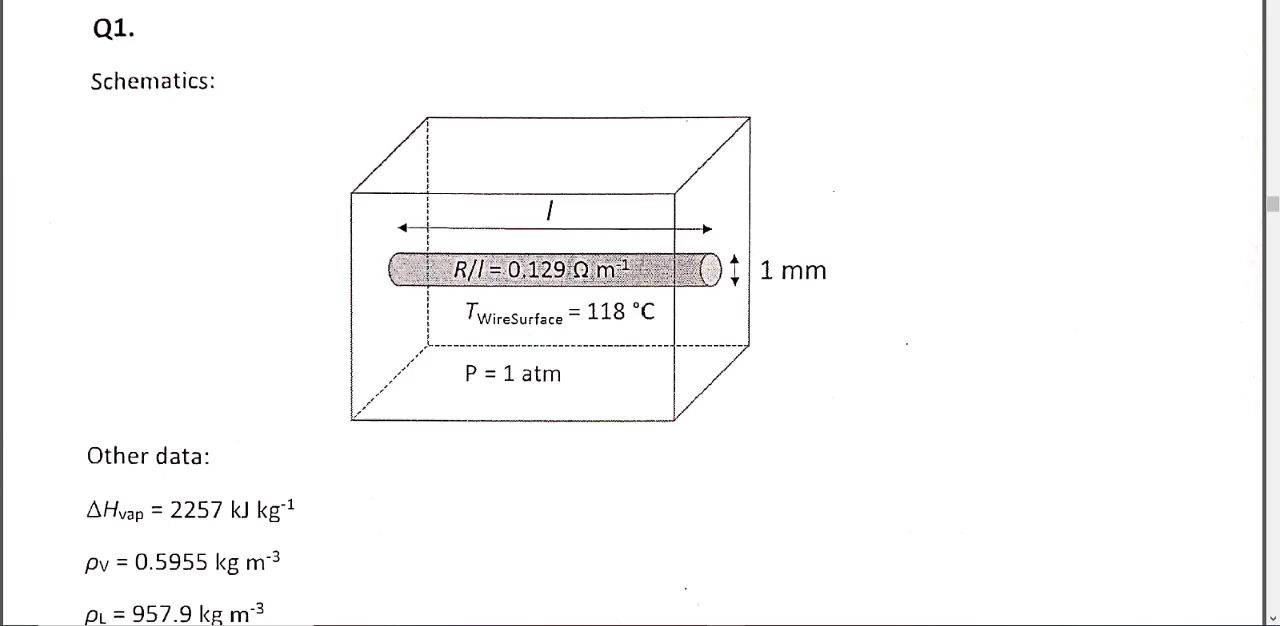 Q1.
Schematics:
l
R/l = 0.129 Ω m⁻¹
1 mm
T_WireSurface = 118 °C
P = 1 atm
Other data:
ΔH_vap = 2257 kJ kg⁻¹
ρ_V = 0.5955 kg m⁻³
ρ_L = 957.9 kg m⁻³